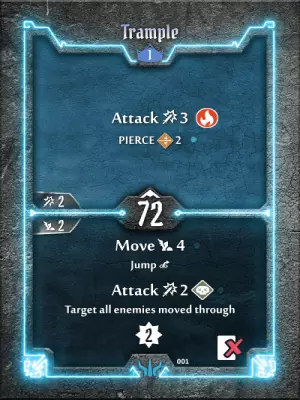 Trample
1
Attack 3
PIERCE 2
2
72
2
Move 4
Jump
Attack 2
Target all enemies moved through
2
001